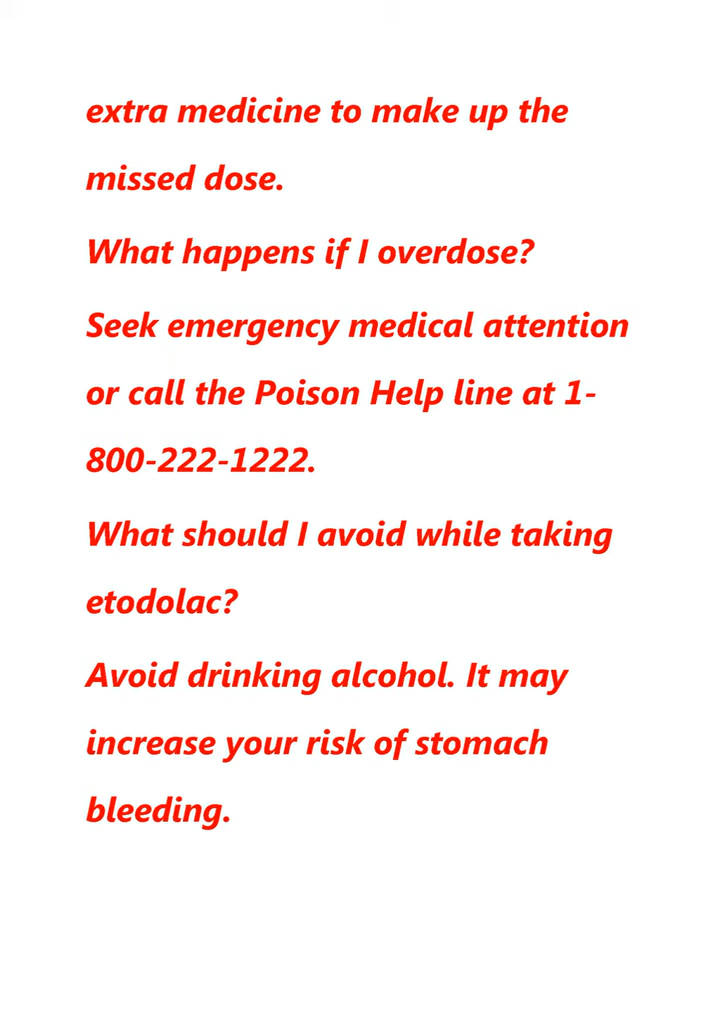 extra medicine to make up the
missed dose.
What happens if I overdose?
Seek emergency medical attention
or call the Poison Help line at 1-
800-222-1222.
What should I avoid while taking
etodolac?
Avoid drinking alcohol. It may
increase your risk of stomach
bleeding.